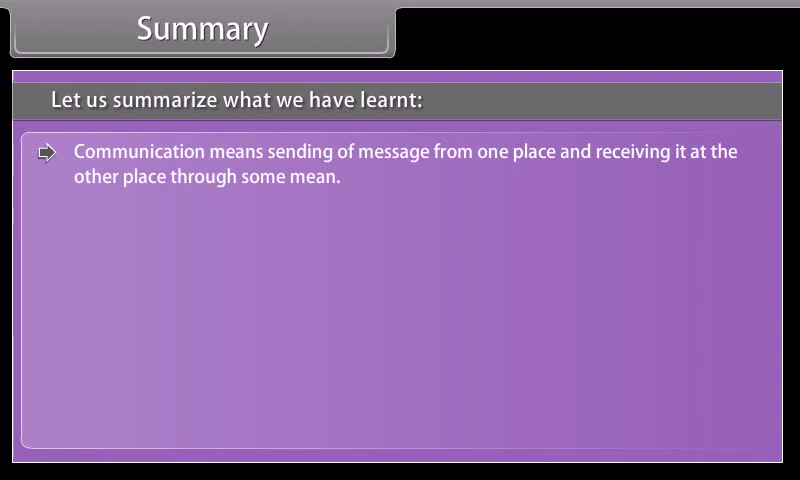 Summary
Let us summarize what we have learnt:
Communication means sending of message from one place and receiving it at the
other place through some mean.